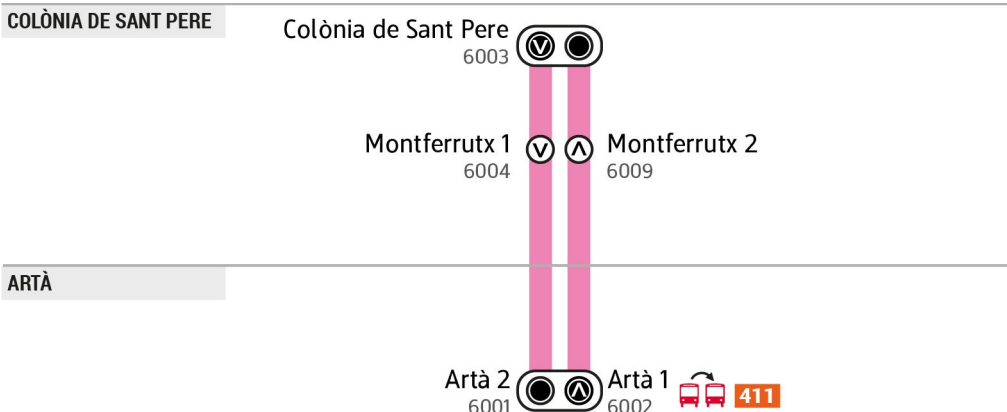 COLÒNIA DE SANT PERE
Colònia de Sant Pere
6003
Montferrutx 1
6004
Montferrutx 2
6009
ARTÀ
Artà 2
6001
Artà 1
6002
411